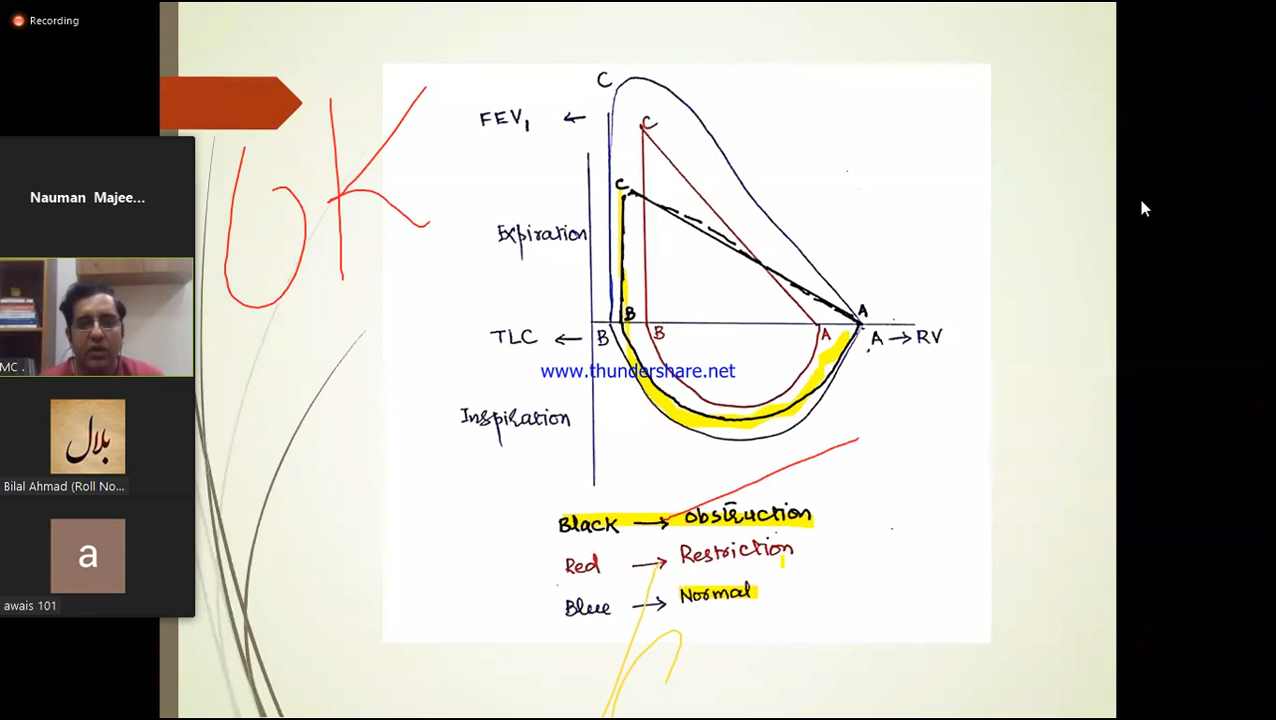 Recording
OK
Nauman Majee...
MC .
بلال
Bilal Ahmad (Roll No...
a
awais 101
C
FEV₁ ←
C
C
Expiration
B
A
TLC ← B
B
A
A → RV
www.thundershare.net
Inspiration
Black → obstruction
Red → Restriction
Blue → Normal